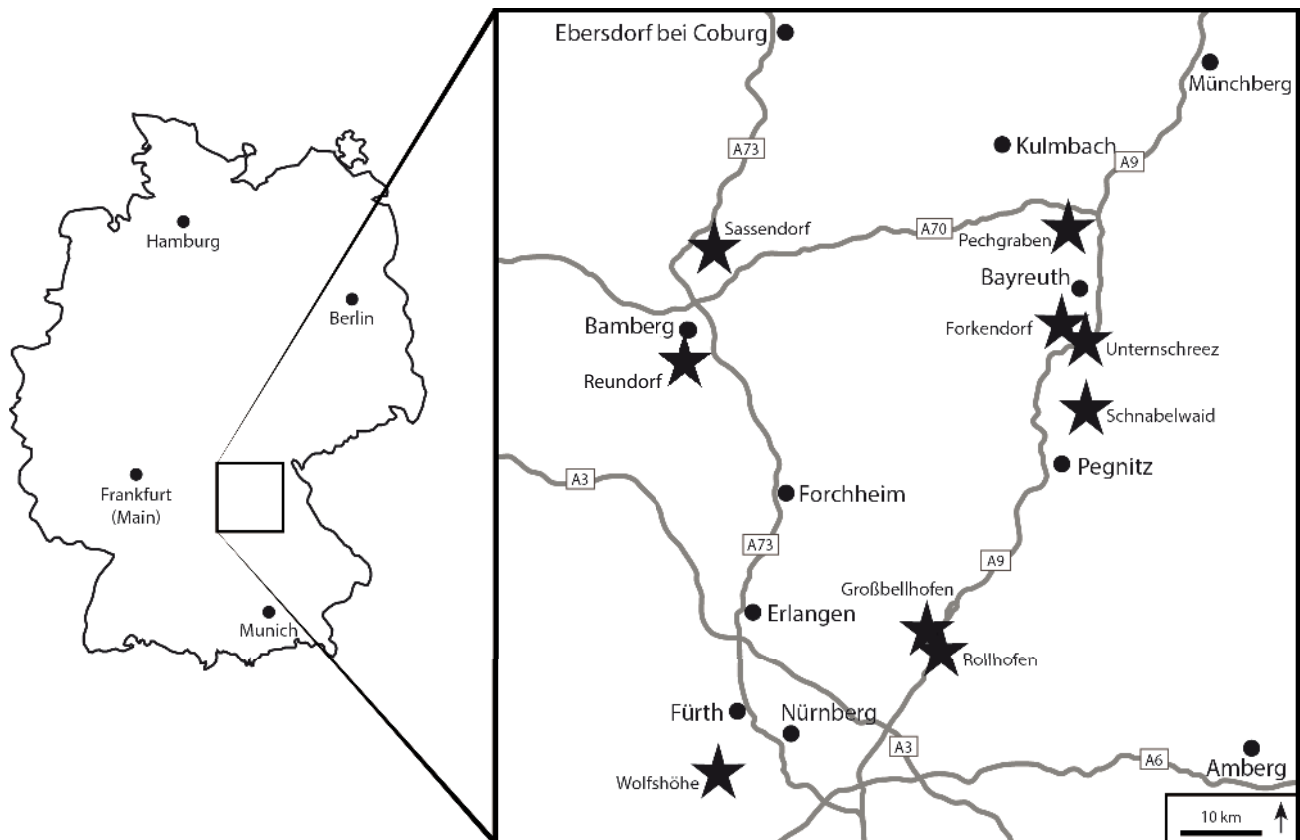 Hamburg
Berlin
Frankfurt
(Main)
Munich
Ebersdorf bei Coburg
Münchberg
A73
Kulmbach
A9
Sassendorf
A70
Pechgraben
Bayreuth
Bamberg
Forkendorf
Unternschreez
Reundorf
Schnabelwaid
Pegnitz
A3
Forchheim
A73
A9
Großbellhofen
Erlangen
Rollhofen
Fürth
Nürnberg
A3
A6
Amberg
Wolfshöhe
10 km